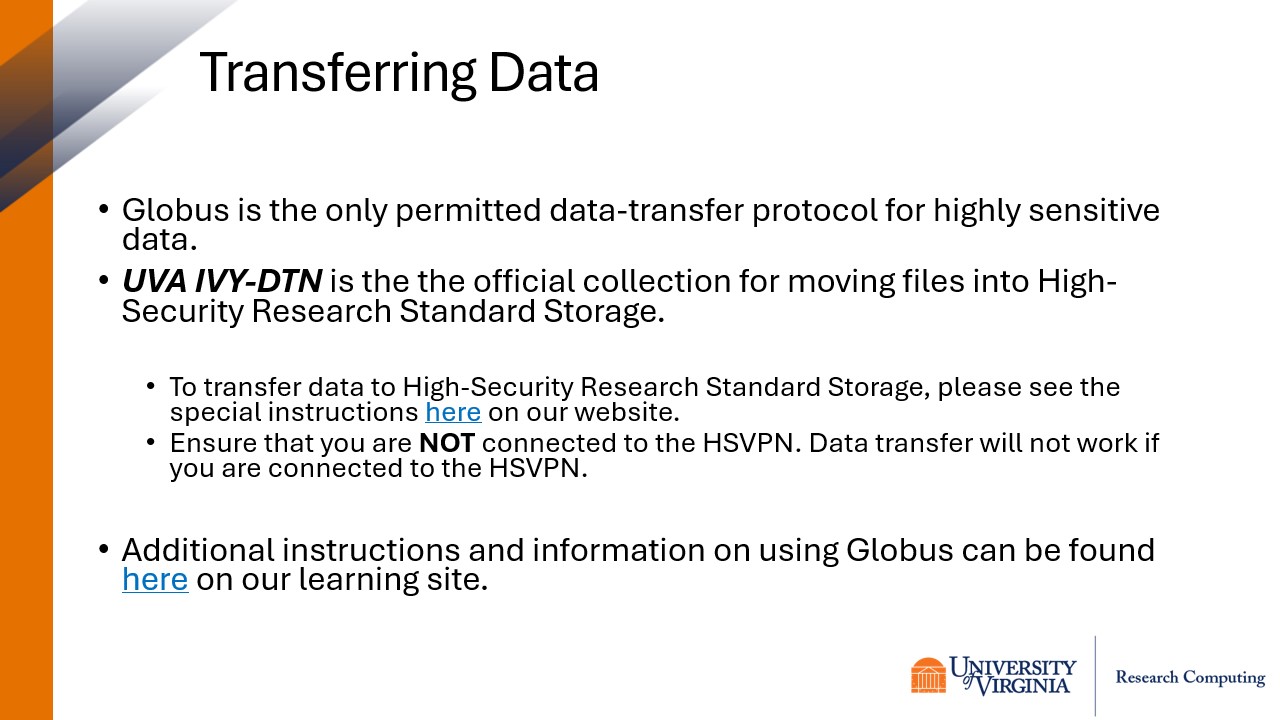 Transferring Data
• Globus is the only permitted data-transfer protocol for highly sensitive
data.
• UVA IVY-DTN is the the official collection for moving files into High-
Security Research Standard Storage.
• To transfer data to High-Security Research Standard Storage, please see the
special instructions here on our website.
• Ensure that you are NOT connected to the HSVPN. Data transfer will not work if
you are connected to the HSVPN.
• Additional instructions and information on using Globus can be found
here on our learning site.
UNIVERSITY
of VIRGINIA
Research Computing